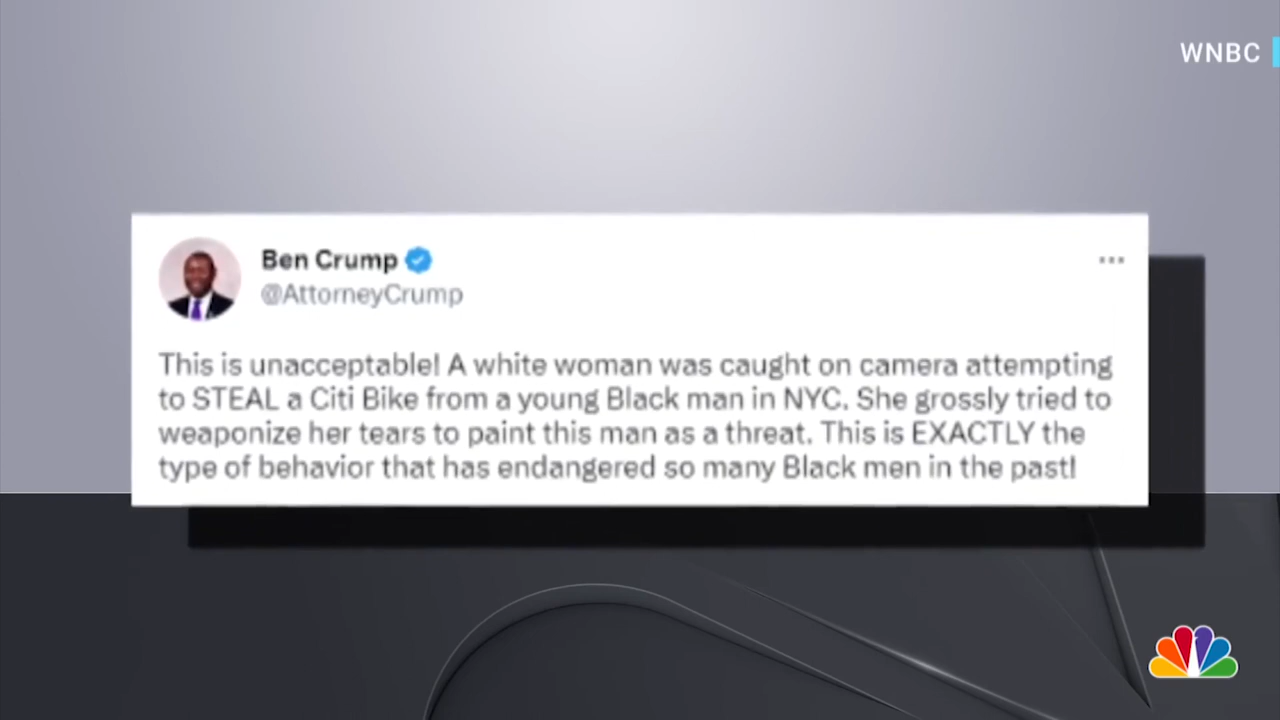 WNBC
Ben Crump
@AttorneyCrump
This is unacceptable! A white woman was caught on camera attempting
to STEAL a Citi Bike from a young Black man in NYC. She grossly tried to
weaponize her tears to paint this man as a threat. This is EXACTLY the
type of behavior that has endangered so many Black men in the past!